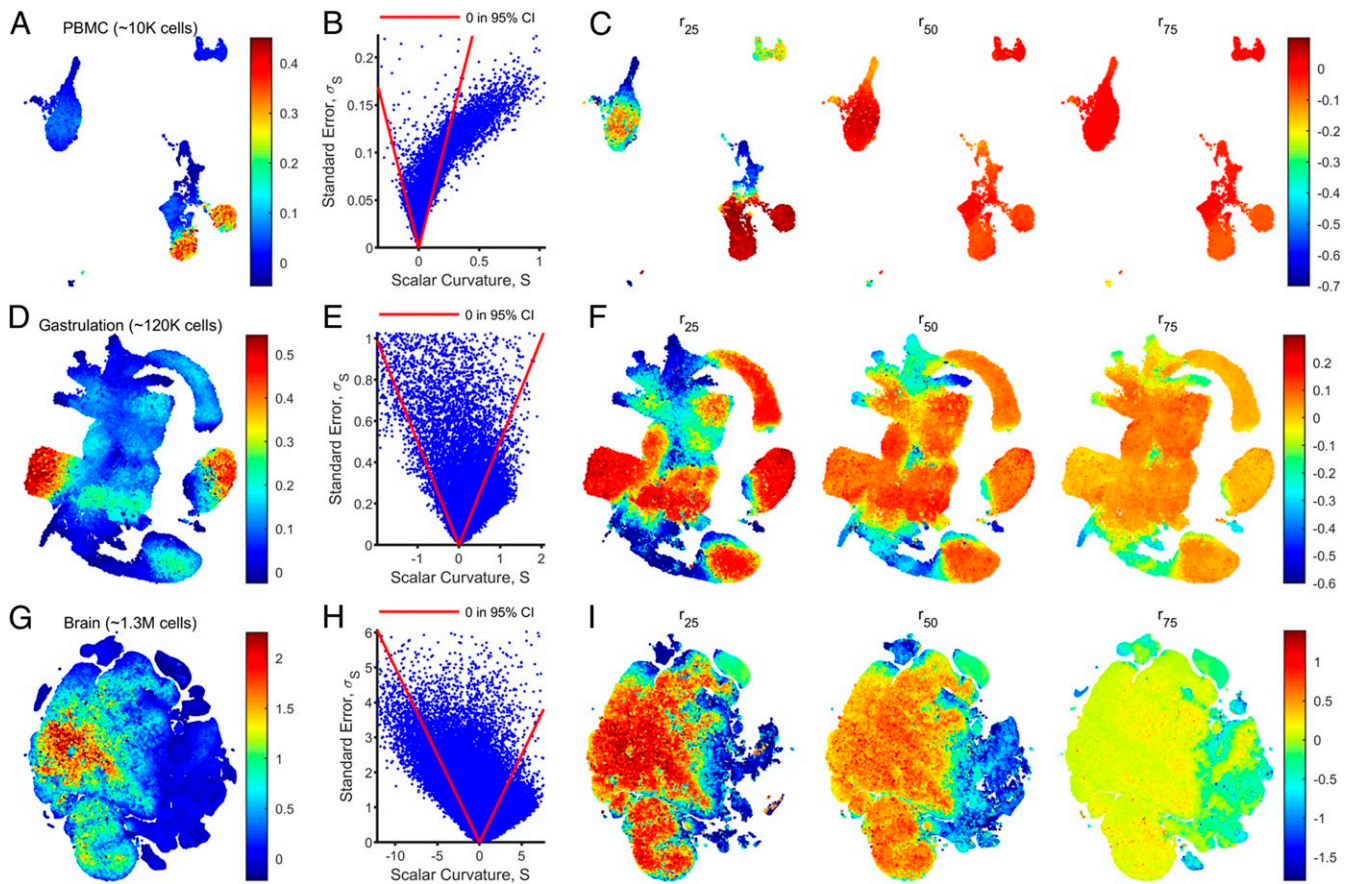 A
PBMC (~10K cells)
0.4
0.3
0.2
0.1
0
B
0 in 95% CI
Standard Error, σS
0.2
0.15
0.1
0.05
0
0 0.5 1
Scalar Curvature, S
C
r25 r50 r75
0
-0.1
-0.2
-0.3
-0.4
-0.5
-0.6
-0.7
D
Gastrulation (~120K cells)
0.5
0.4
0.3
0.2
0.1
0
E
0 in 95% CI
Standard Error, σS
1
0.8
0.6
0.4
0.2
0
-1 0 1 2
Scalar Curvature, S
F
r25 r50 r75
0.2
0.1
0
-0.1
-0.2
-0.3
-0.4
-0.5
-0.6
G
Brain (~1.3M cells)
2
1.5
1
0.5
0
H
0 in 95% CI
Standard Error, σS
6
5
4
3
2
1
0
-10 -5 0 5
Scalar Curvature, S
I
r25 r50 r75
1
0.5
0
-0.5
-1
-1.5